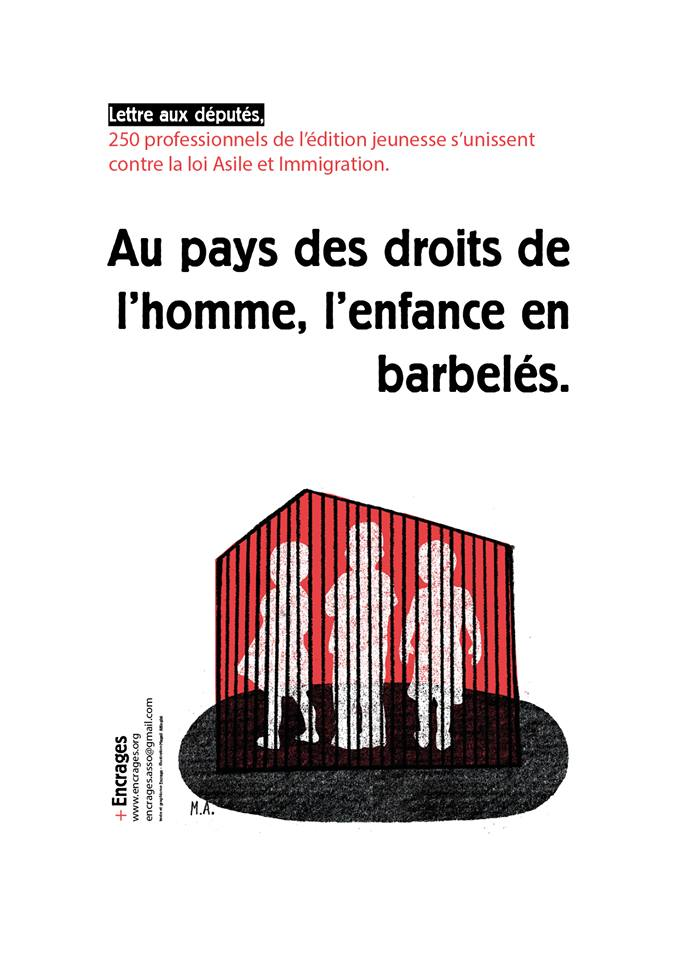 Lettre aux députés,
250 professionnels de l'édition jeunesse s'unissent
contre la loi Asile et Immigration.
Au pays des droits de
l'homme, l'enfance en
barbelés.
+ Encrages
www.encrages.org
encrages.asso@gmail.com
M.A.